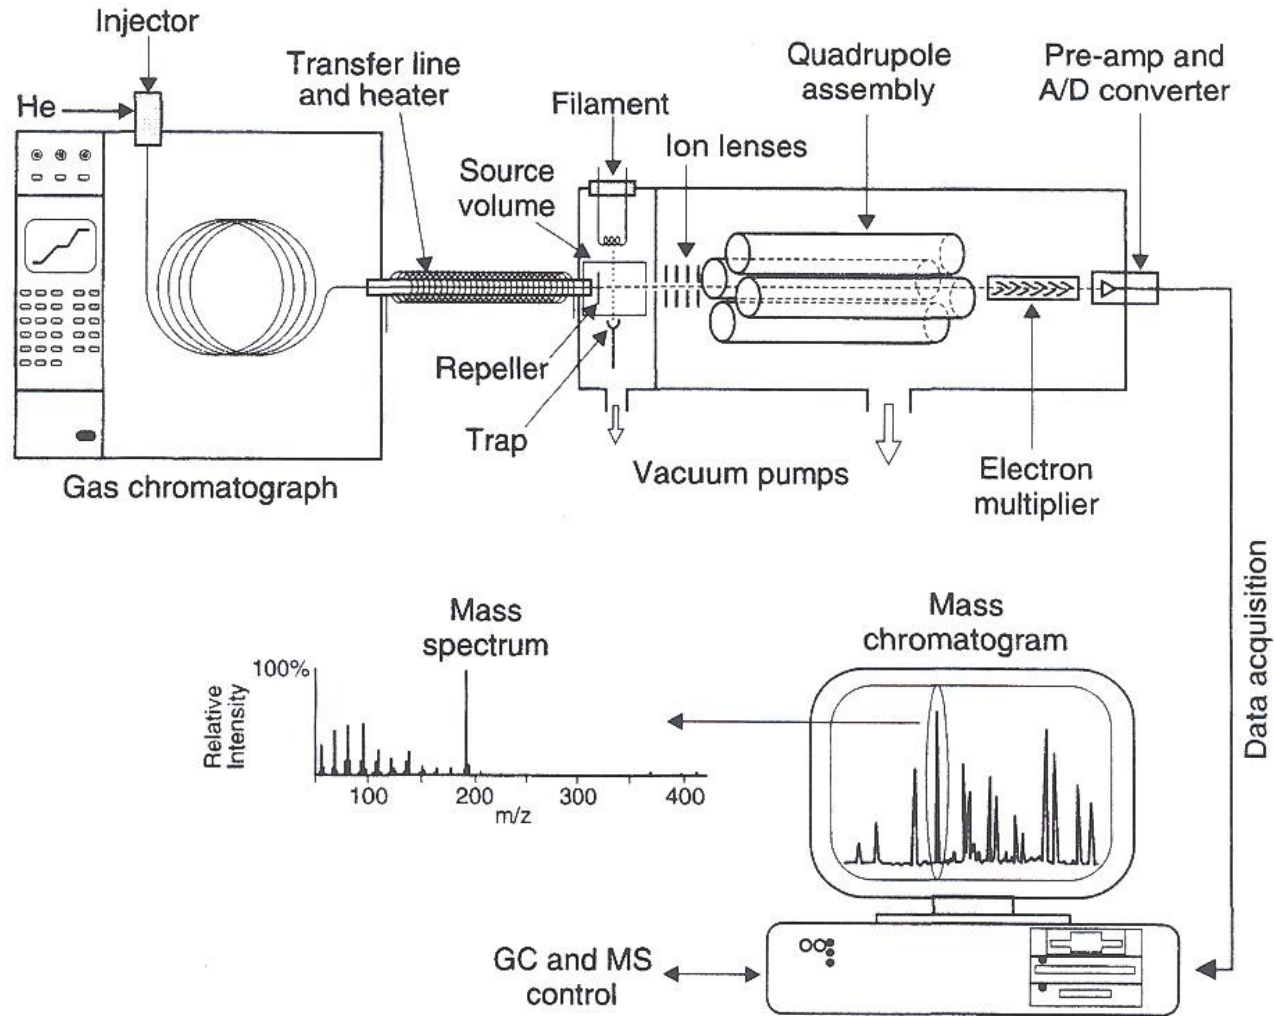 Injector
He
Transfer line
and heater
Filament
Quadrupole
assembly
Pre-amp and
A/D converter
Source
volume
Ion lenses
Repeller
Trap
Gas chromatograph
Vacuum pumps
Electron
multiplier
Data acquisition
Mass
spectrum
100%
Relative
Intensity
100
200
300
400
m/z
Mass
chromatogram
GC and MS
control